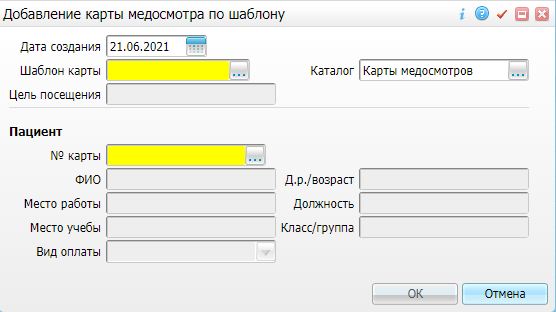 Добавление карты медосмотра по шаблону
Дата создания 21.06.2021
Шаблон карты ... Каталог Карты медосмотров ...
Цель посещения
Пациент
№ карты ...
ФИО Д.р./возраст
Место работы Должность
Место учебы Класс/группа
Вид оплаты
OK Отмена